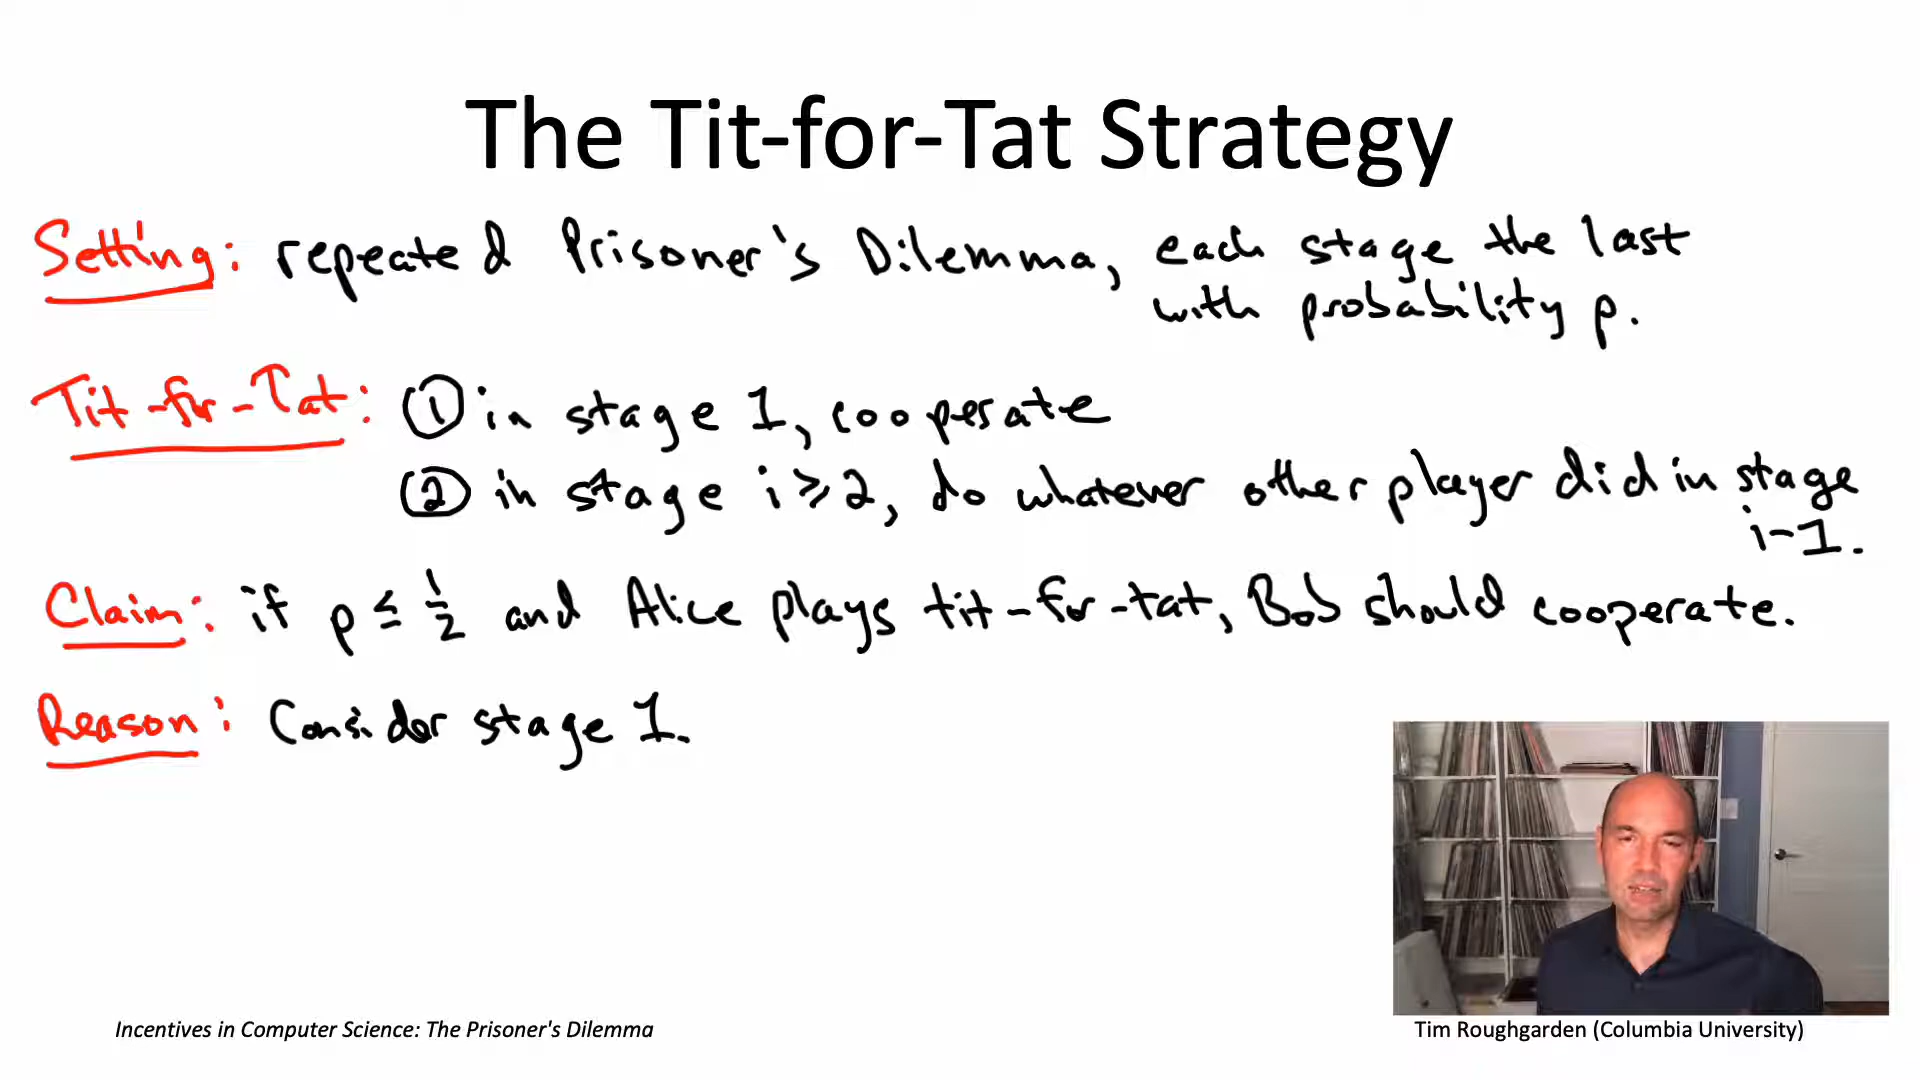 The Tit-for-Tat Strategy
Setting: repeated Prisoner's Dilemma, each stage the last
with probability p.
Tit-for-Tat: ① in stage 1, cooperate
② in stage i ≥ 2, do whatever other player did in stage
i-1.
Claim: if p ≤ 1/2 and Alice plays tit-for-tat, Bob should cooperate.
Reason: Consider stage 1.
Incentives in Computer Science: The Prisoner's Dilemma
Tim Roughgarden (Columbia University)